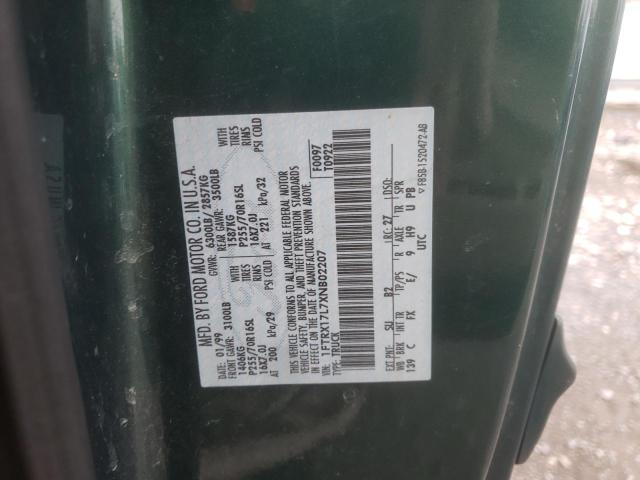 MFD. BY FORD MOTOR CO. IN U.S.A.
DATE: 01/99 GVWR: 6300LB/ 2857KG
FRONT GAWR: 3100LB REAR GAWR: 3500LB
1406KG WITH 1587KG WITH
P255/70R16SL TIRES P255/70R16SL TIRES
16X7.0J RIMS 16X7.0J RIMS
AT 200 kPa/29 PSI COLD AT 221 kPa/32 PSI COLD
THIS VEHICLE CONFORMS TO ALL APPLICABLE FEDERAL MOTOR
VEHICLE SAFETY, BUMPER, AND THEFT PREVENTION STANDARDS
IN EFFECT ON THE DATE OF MANUFACTURE SHOWN ABOVE.
VIN: 1FTRX17L7XNB02207
TYPE: TRUCK
F0097
T0922
EXT PNT: SU B2 RC: 27 DSO:
WB BRK INT TR TP/PS R AXLE TR SPR
139 C FX E/ 9 H9 U PB
UTC
▽ F85B-1520472-AB